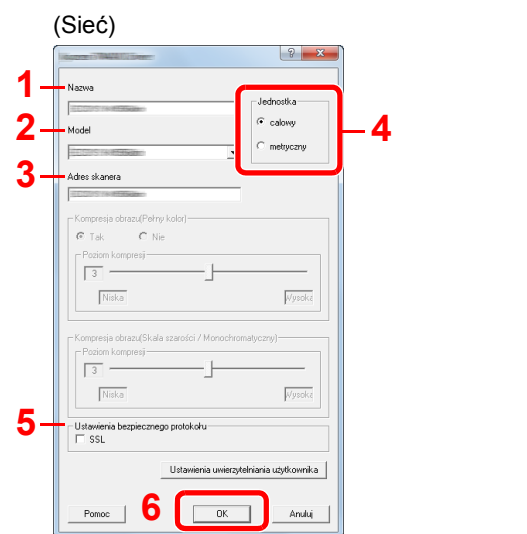 (Sieć)
1 Nazwa
Jednostka
calowy
4
2 Model
metryczny
3 Adres skanera
Kompresja obrazu(Pełny kolor)
Tak Nie
Poziom kompresji
3
Niska Wysoka
Kompresja obrazu(Skala szarości / Monochromatyczny)
Poziom kompresji
3
Niska Wysoka
5 Ustawienia bezpiecznego protokołu
SSL
Ustawienia uwierzytelniania użytkownika
Pomoc 6 OK Anuluj